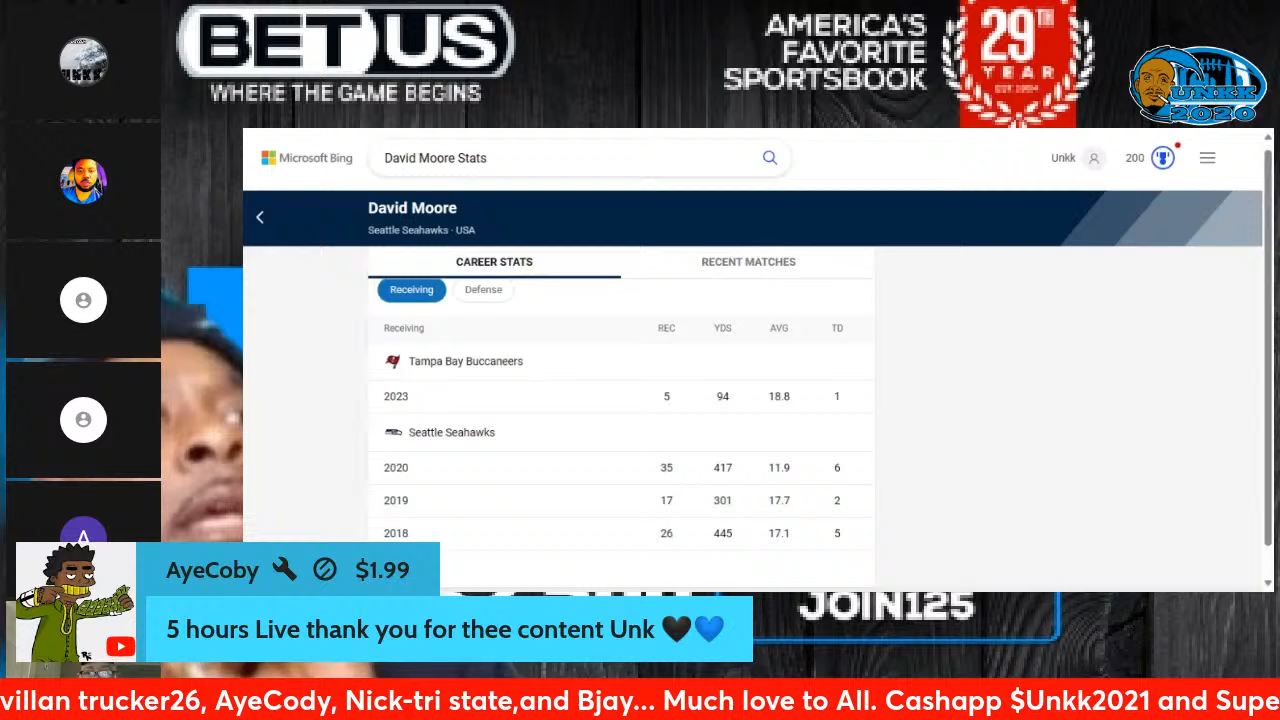 BETUS
WHERE THE GAME BEGINS
AMERICA'S
FAVORITE
SPORTSBOOK
29TH
YEAR
EST. 1994
UNKK
2020
Microsoft Bing
David Moore Stats
Unkk
200
David Moore
Seattle Seahawks · USA
CAREER STATS
RECENT MATCHES
Receiving
Defense
Receiving REC YDS AVG TD
Tampa Bay Buccaneers
2023 5 94 18.8 1
Seattle Seahawks
2020 35 417 11.9 6
2019 17 301 17.7 2
2018 26 445 17.1 5
A
AyeCoby $1.99
5 hours Live thank you for thee content Unk 🖤💙
JOIN125
villan trucker26, AyeCody, Nick-tri state,and Bjay... Much love to All. Cashapp $Unkk2021 and Supe